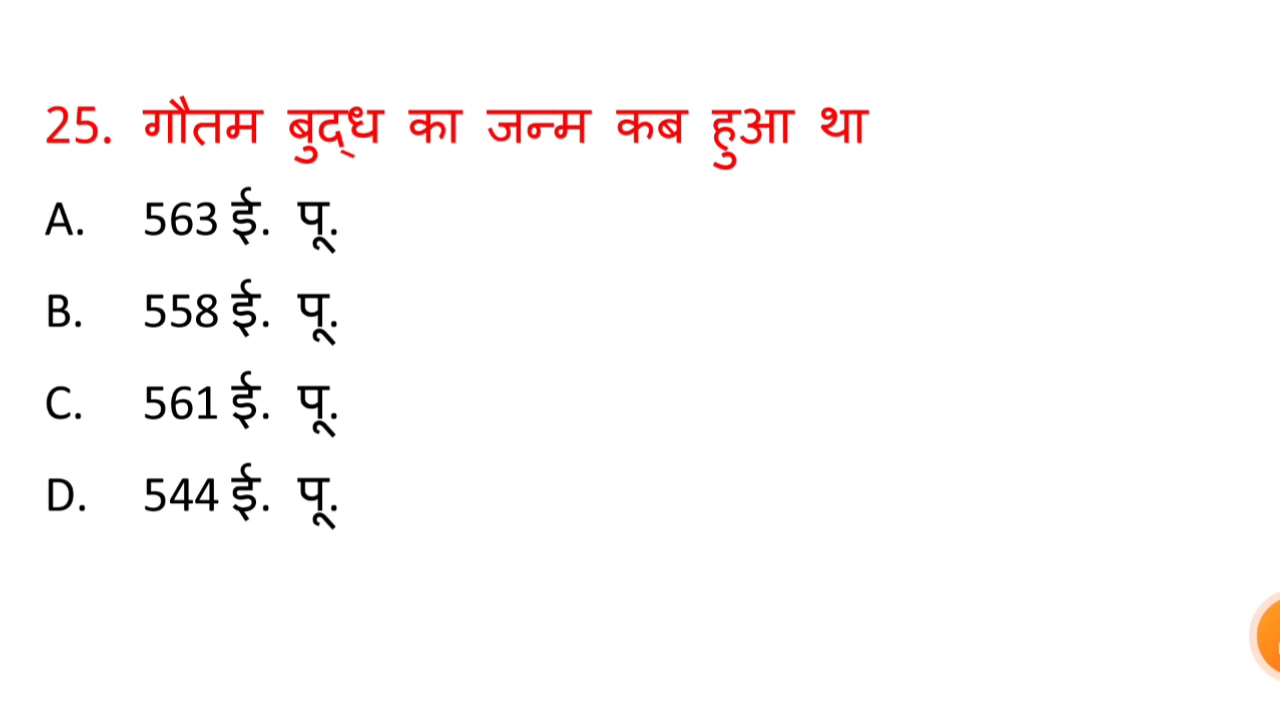 25. गौतम बुद्ध का जन्म कब हुआ था
A. 563 ई. पू.
B. 558 ई. पू.
C. 561 ई. पू.
D. 544 ई. पू.